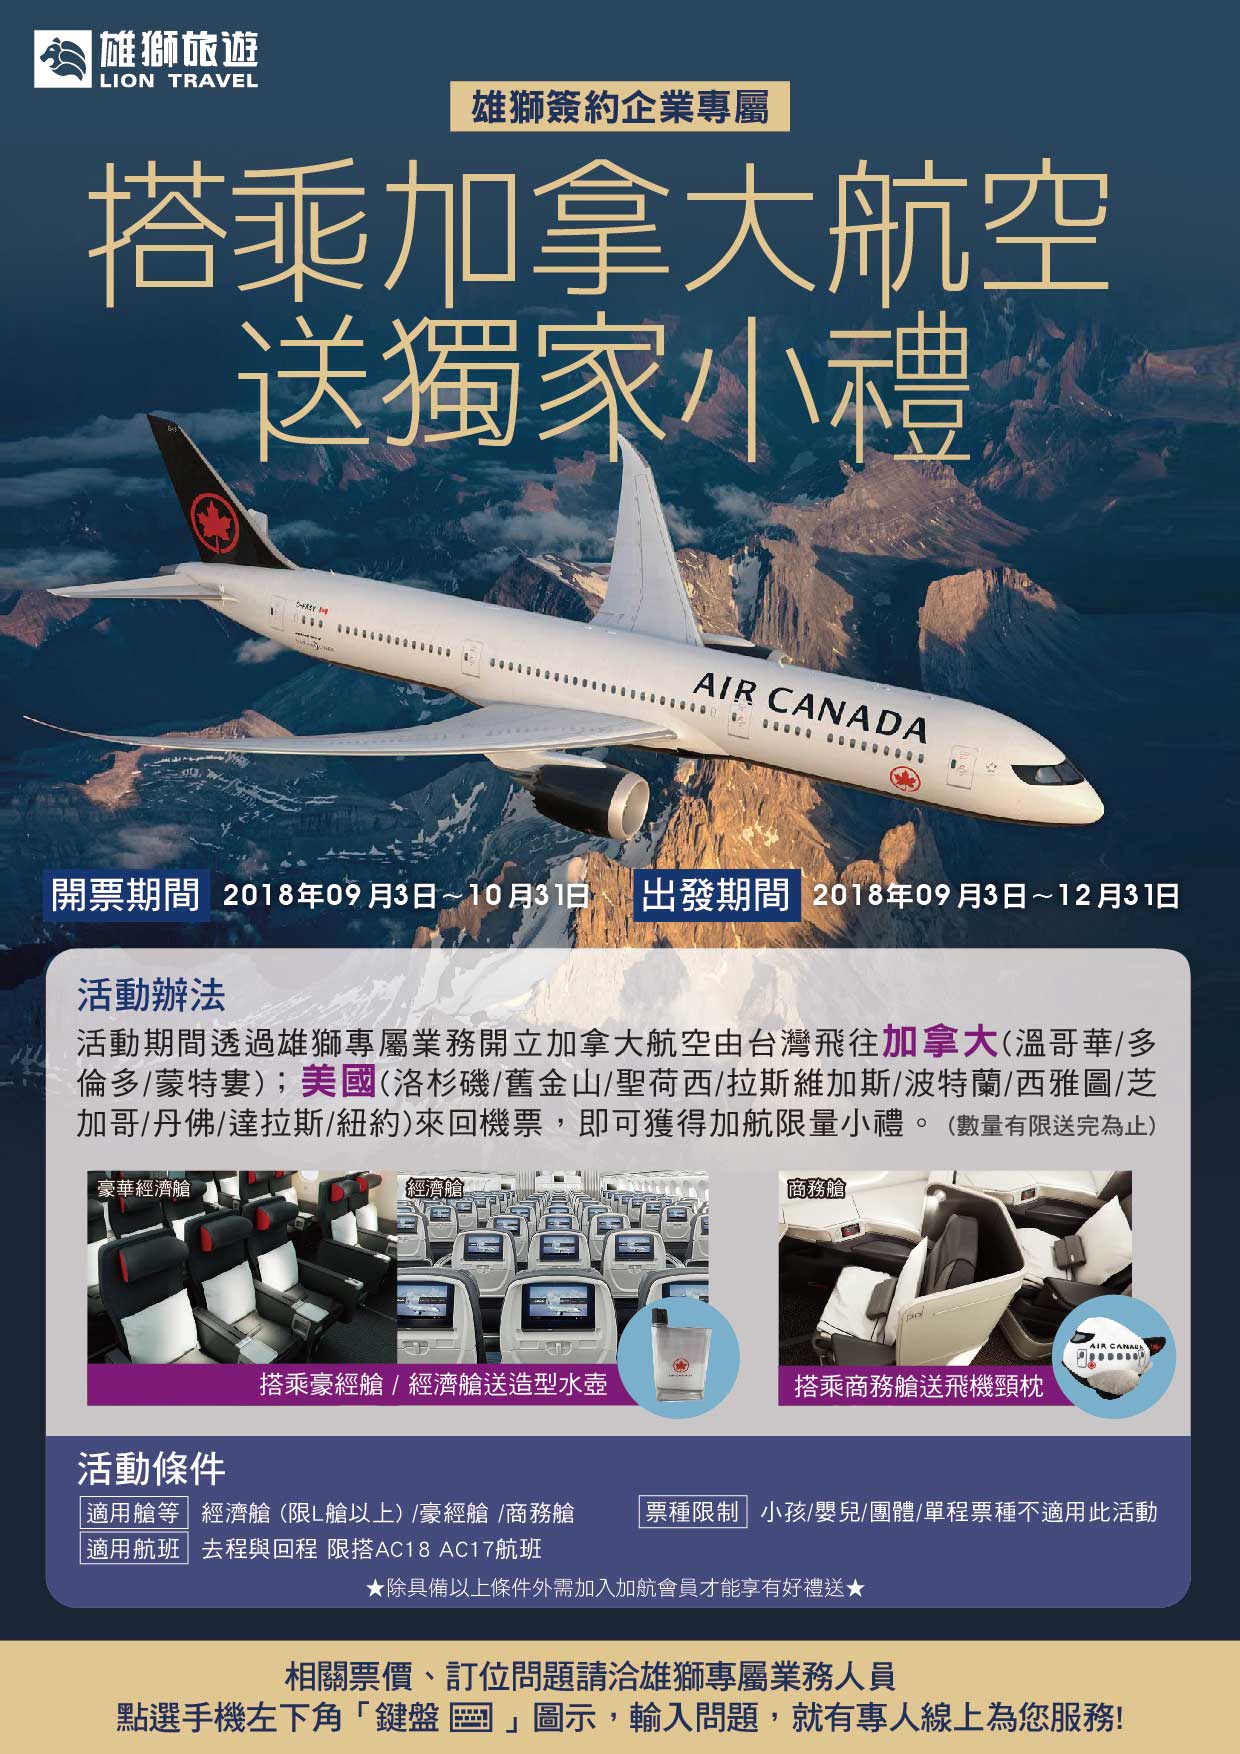 雄獅旅遊
LION TRAVEL
雄獅簽約企業專屬
搭乘加拿大航空
送獨家小禮
AIR CANADA
開票期間 2018年09月3日~10月31日
出發期間 2018年09月3日~12月31日
活動辦法
活動期間透過雄獅專屬業務開立加拿大航空由台灣飛往加拿大(溫哥華/多
倫多/蒙特婁)；美國(洛杉磯/舊金山/聖荷西/拉斯維加斯/波特蘭/西雅圖/芝
加哥/丹佛/達拉斯/紐約)來回機票，即可獲得加航限量小禮。(數量有限送完為止)
豪華經濟艙
經濟艙
商務艙
搭乘豪經艙 / 經濟艙送造型水壺
AIR CANADA
搭乘商務艙送飛機頸枕
AIR CANADA
活動條件
適用艙等 經濟艙 (限L艙以上) /豪經艙 /商務艙
票種限制 小孩/嬰兒/團體/單程票種不適用此活動
適用航班 去程與回程 限搭AC18 AC17航班
★除具備以上條件外需加入加航會員才能享有好禮送★
相關票價、訂位問題請洽雄獅專屬業務人員
點選手機左下角「鍵盤 」圖示，輸入問題，就有專人線上為您服務!